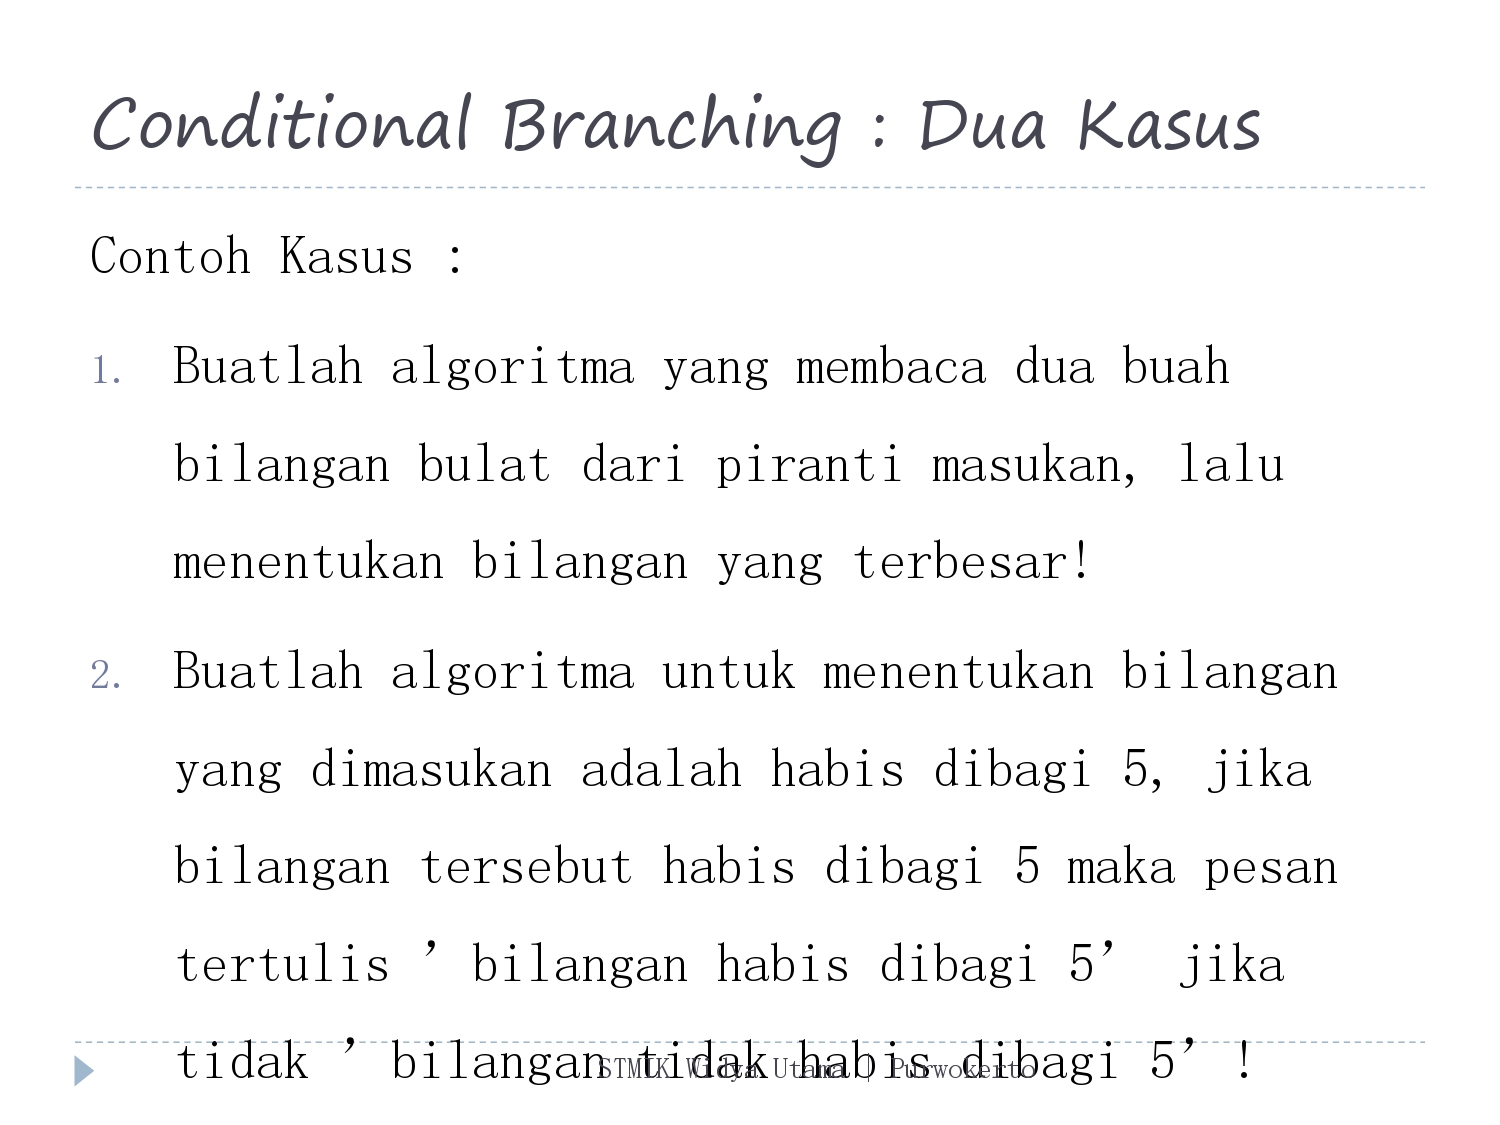 Conditional Branching : Dua Kasus
Contoh Kasus :
1. Buatlah algoritma yang membaca dua buah
bilangan bulat dari piranti masukan, lalu
menentukan bilangan yang terbesar!
2. Buatlah algoritma untuk menentukan bilangan
yang dimasukan adalah habis dibagi 5, jika
bilangan tersebut habis dibagi 5 maka pesan
tertulis ’bilangan habis dibagi 5’ jika
tidak ’bilangan tidak habis dibagi 5’!
STMIK Widya Utama | Purwokerto